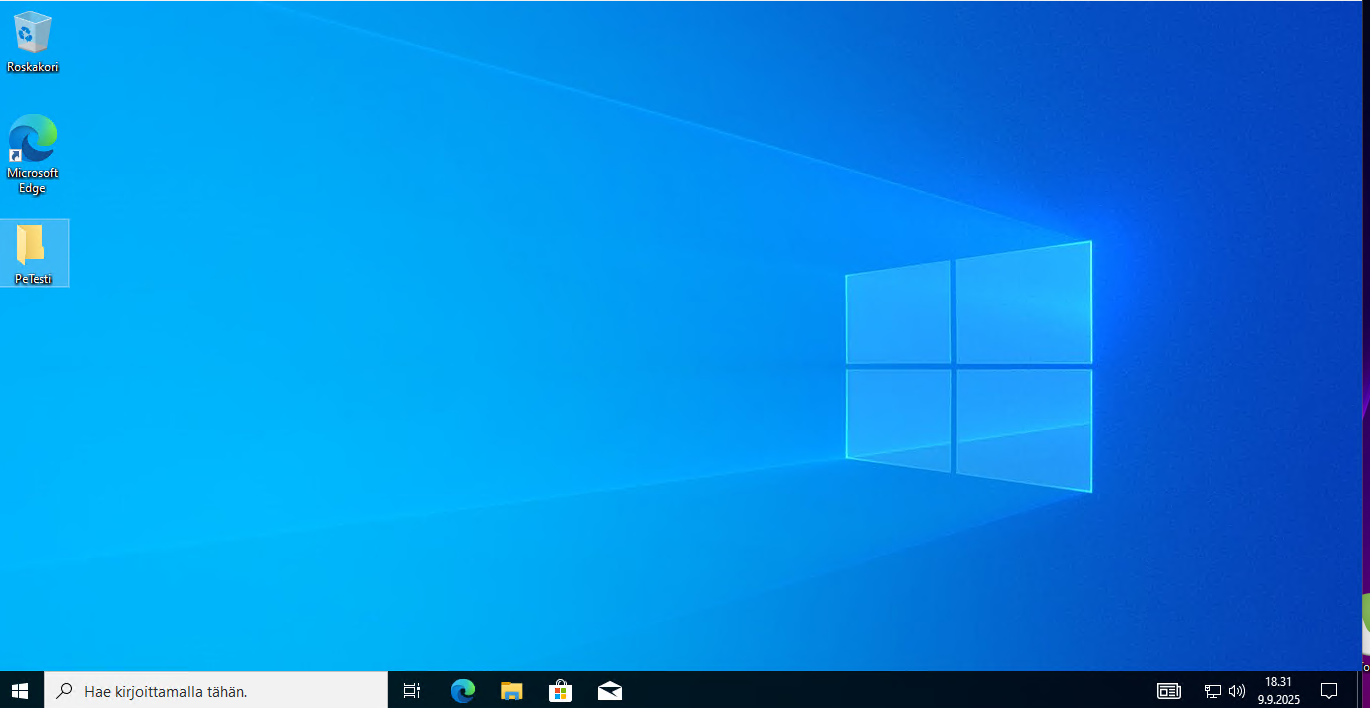 Roskakori
Microsoft
Edge
PeTesti
Hae kirjoittamalla tähän.
18.31
9.9.2025